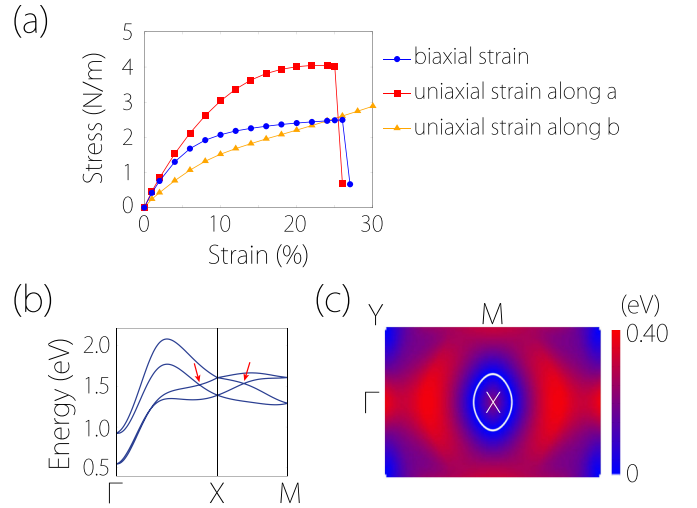 (a)
Stress (N/m)
5
4
3
2
1
0
0
10
20
30
Strain (%)
biaxial strain
uniaxial strain along a
uniaxial strain along b
(b)
Energy (eV)
2.0
1.5
1.0
0.5
Γ
X
M
(c)
Y
M
(eV)
0.40
Γ
X
0